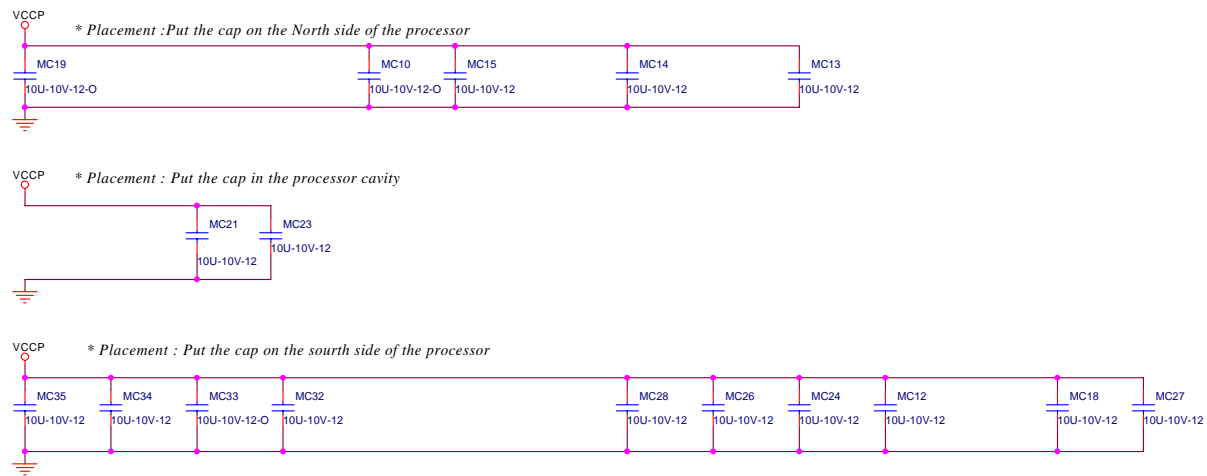 VCCP
* Placement :Put the cap on the North side of the processor
MC19 MC10 MC15 MC14 MC13
10U-10V-12-O 10U-10V-12-O 10U-10V-12 10U-10V-12 10U-10V-12
VCCP
* Placement : Put the cap in the processor cavity
MC21 MC23
10U-10V-12 10U-10V-12
VCCP
* Placement : Put the cap on the sourth side of the processor
MC35 MC34 MC33 MC32 MC28 MC26 MC24 MC12 MC18 MC27
10U-10V-12 10U-10V-12 10U-10V-12-O 10U-10V-12 10U-10V-12 10U-10V-12 10U-10V-12 10U-10V-12 10U-10V-12 10U-10V-12